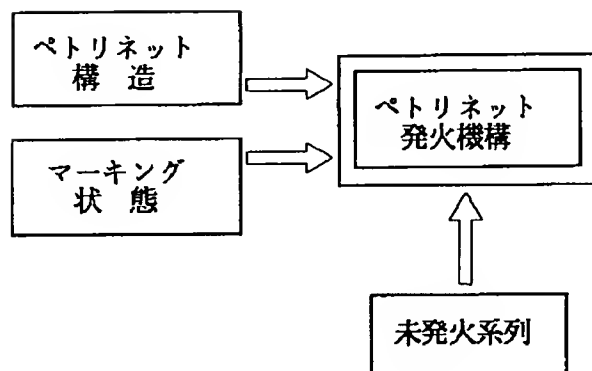 ペトリネット
構造
マーキング
状態
ペトリネット
発火機構
未発火系列